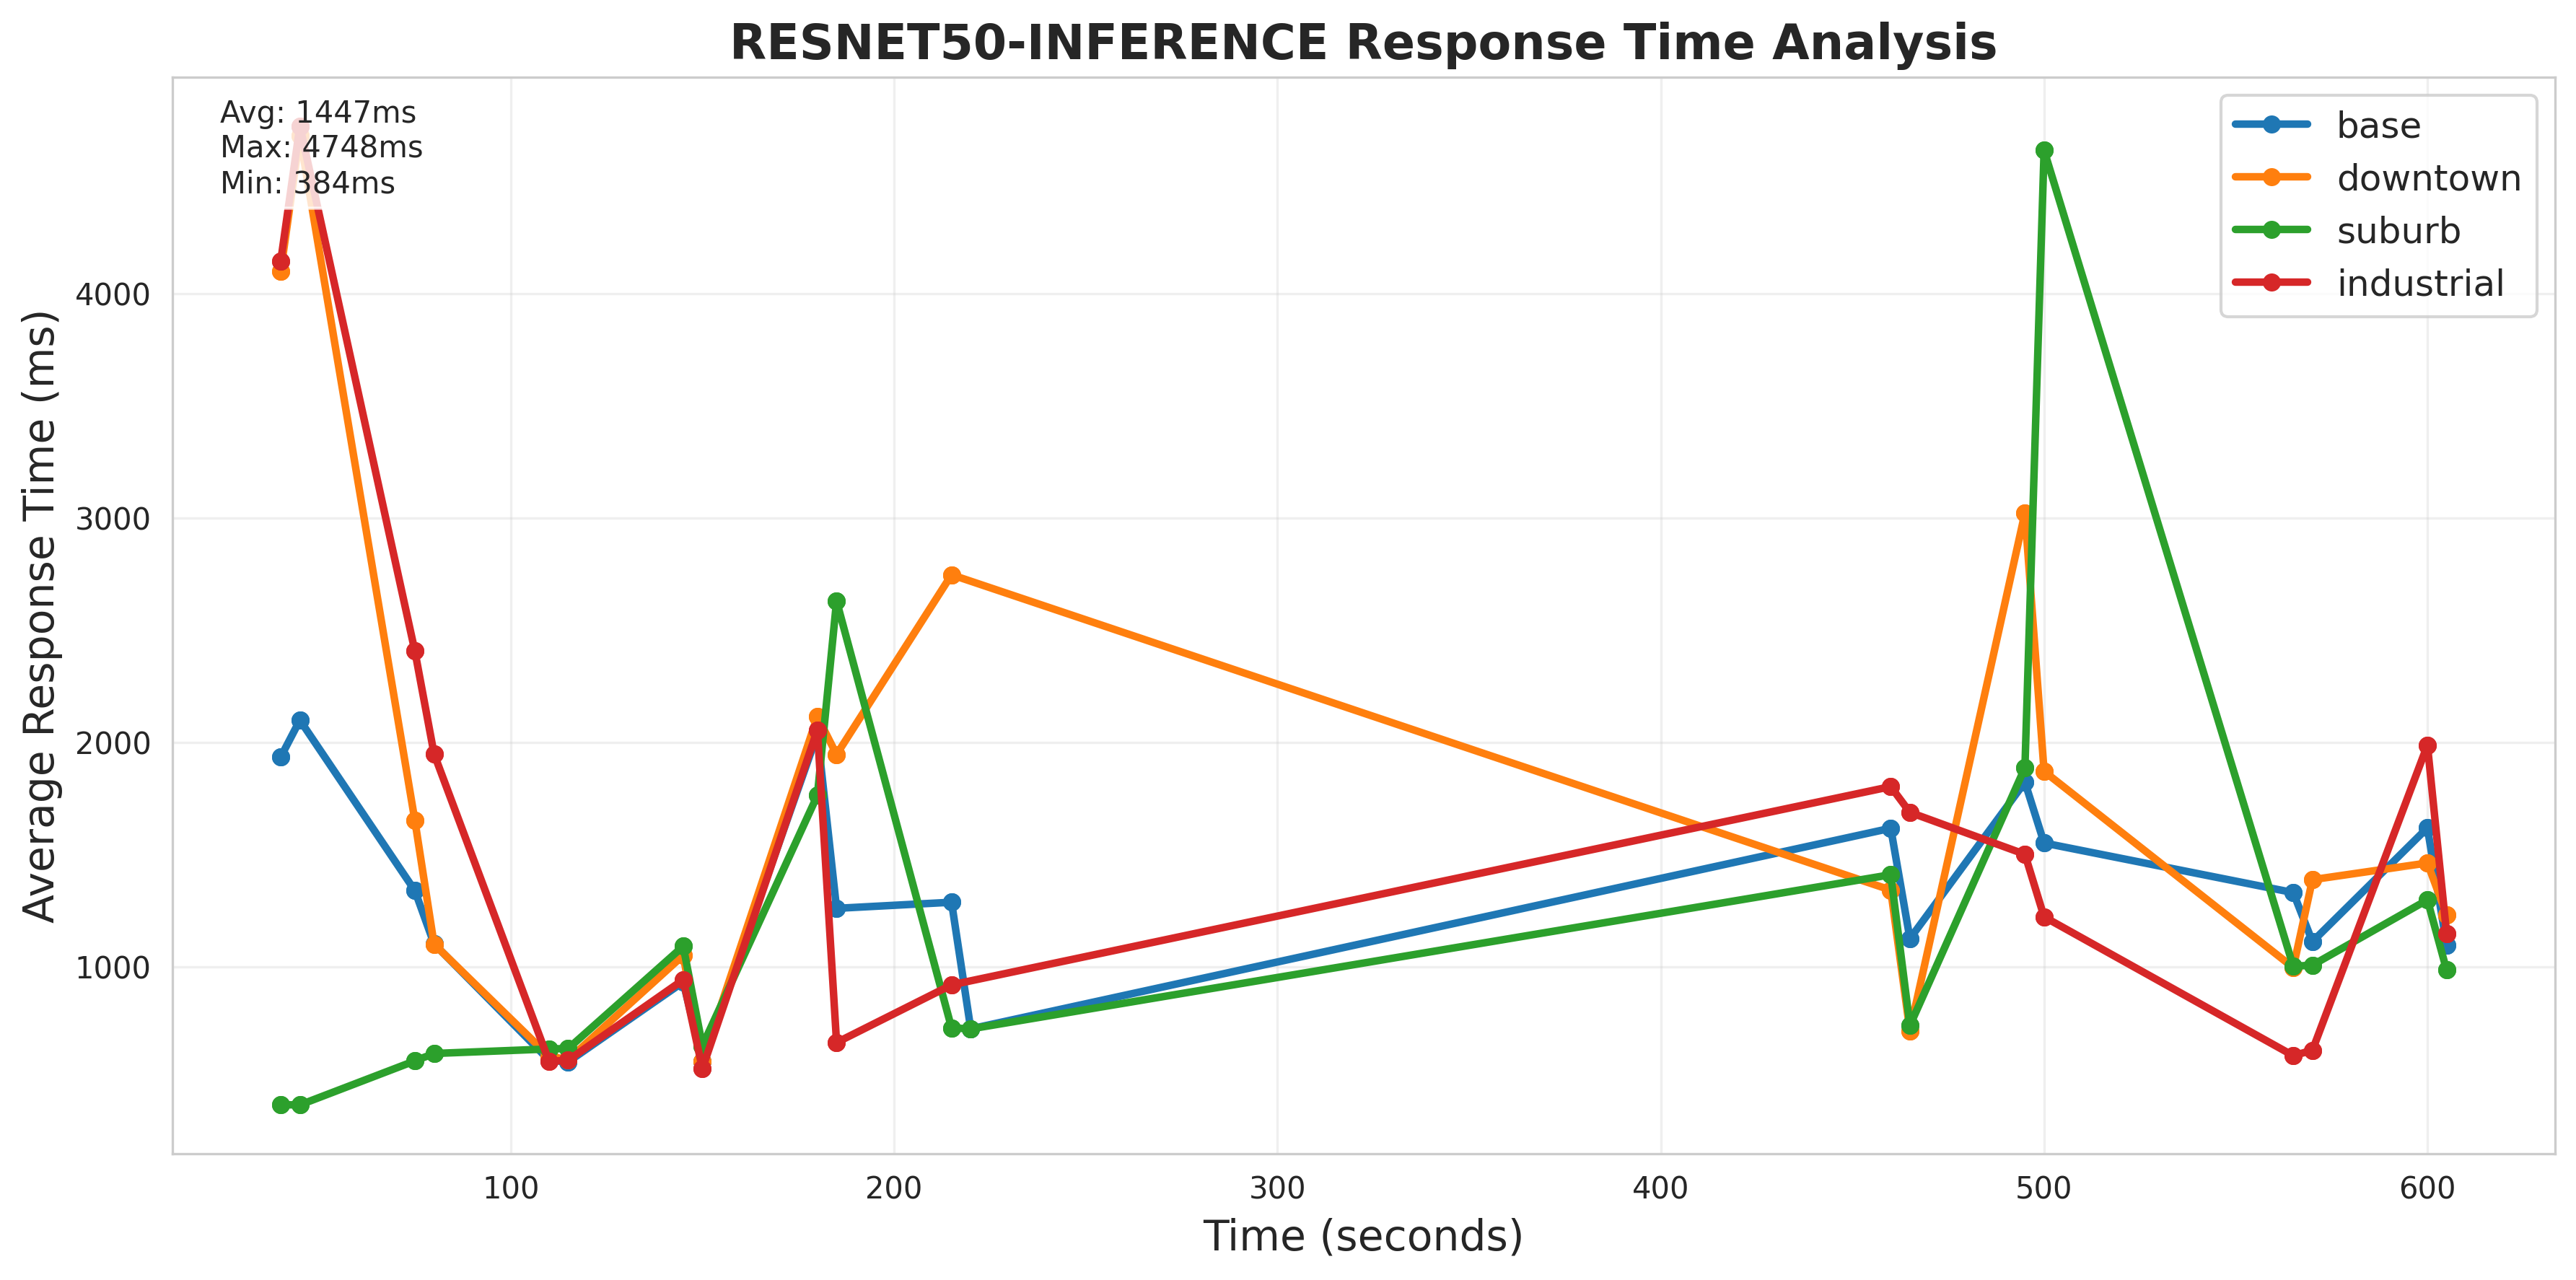 RESNET50-INFERENCE Response Time Analysis
Avg: 1447ms
Max: 4748ms
Min: 384ms
base
downtown
suburb
industrial
Average Response Time (ms)
4000
3000
2000
1000
100 200 300 400 500 600
Time (seconds)